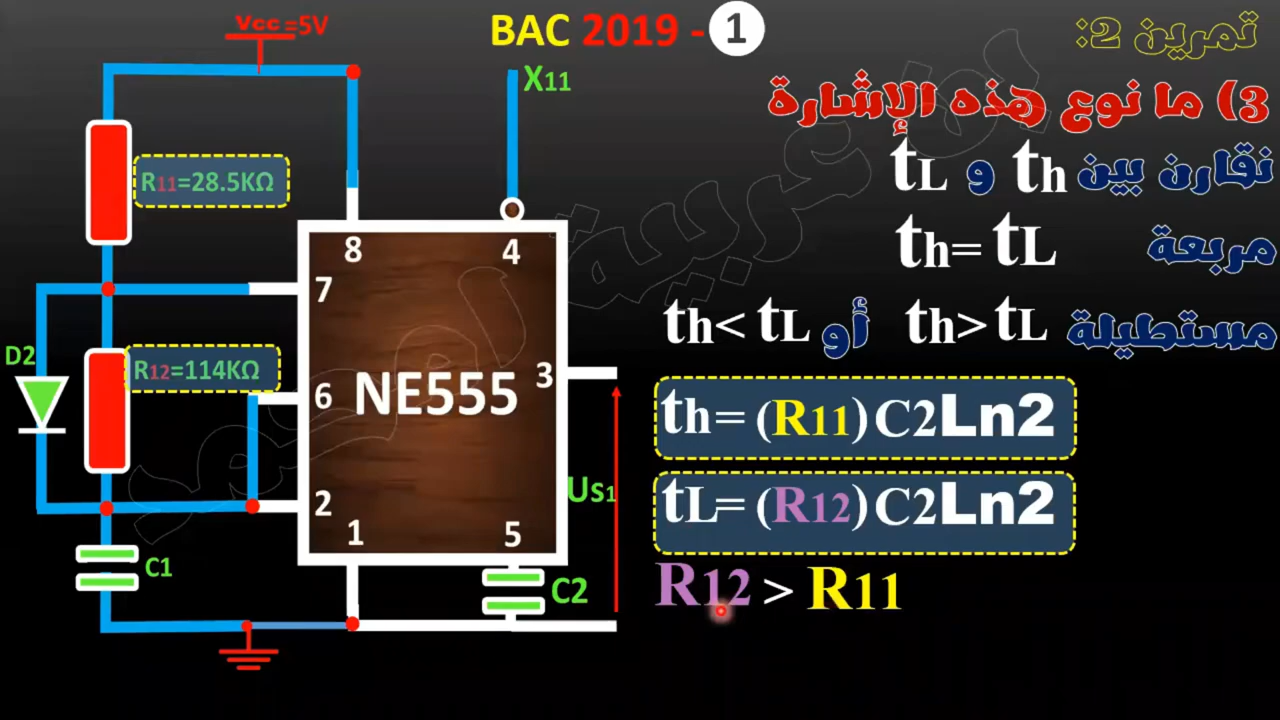 BAC 2019 - 1
تمرين 2:
3) ما نوع هذه الإشارة
نقارن بين th و tL
مربعة th= tL
مستطيلة th> tL أو th< tL
th= (R11) C2Ln2
tL= (R12) C2Ln2
R12 > R11
Vcc =5V
X11
R11=28.5KΩ
8
4
7
D2
R12=114KΩ
6
NE555
3
2
Us1
1
5
C1
C2